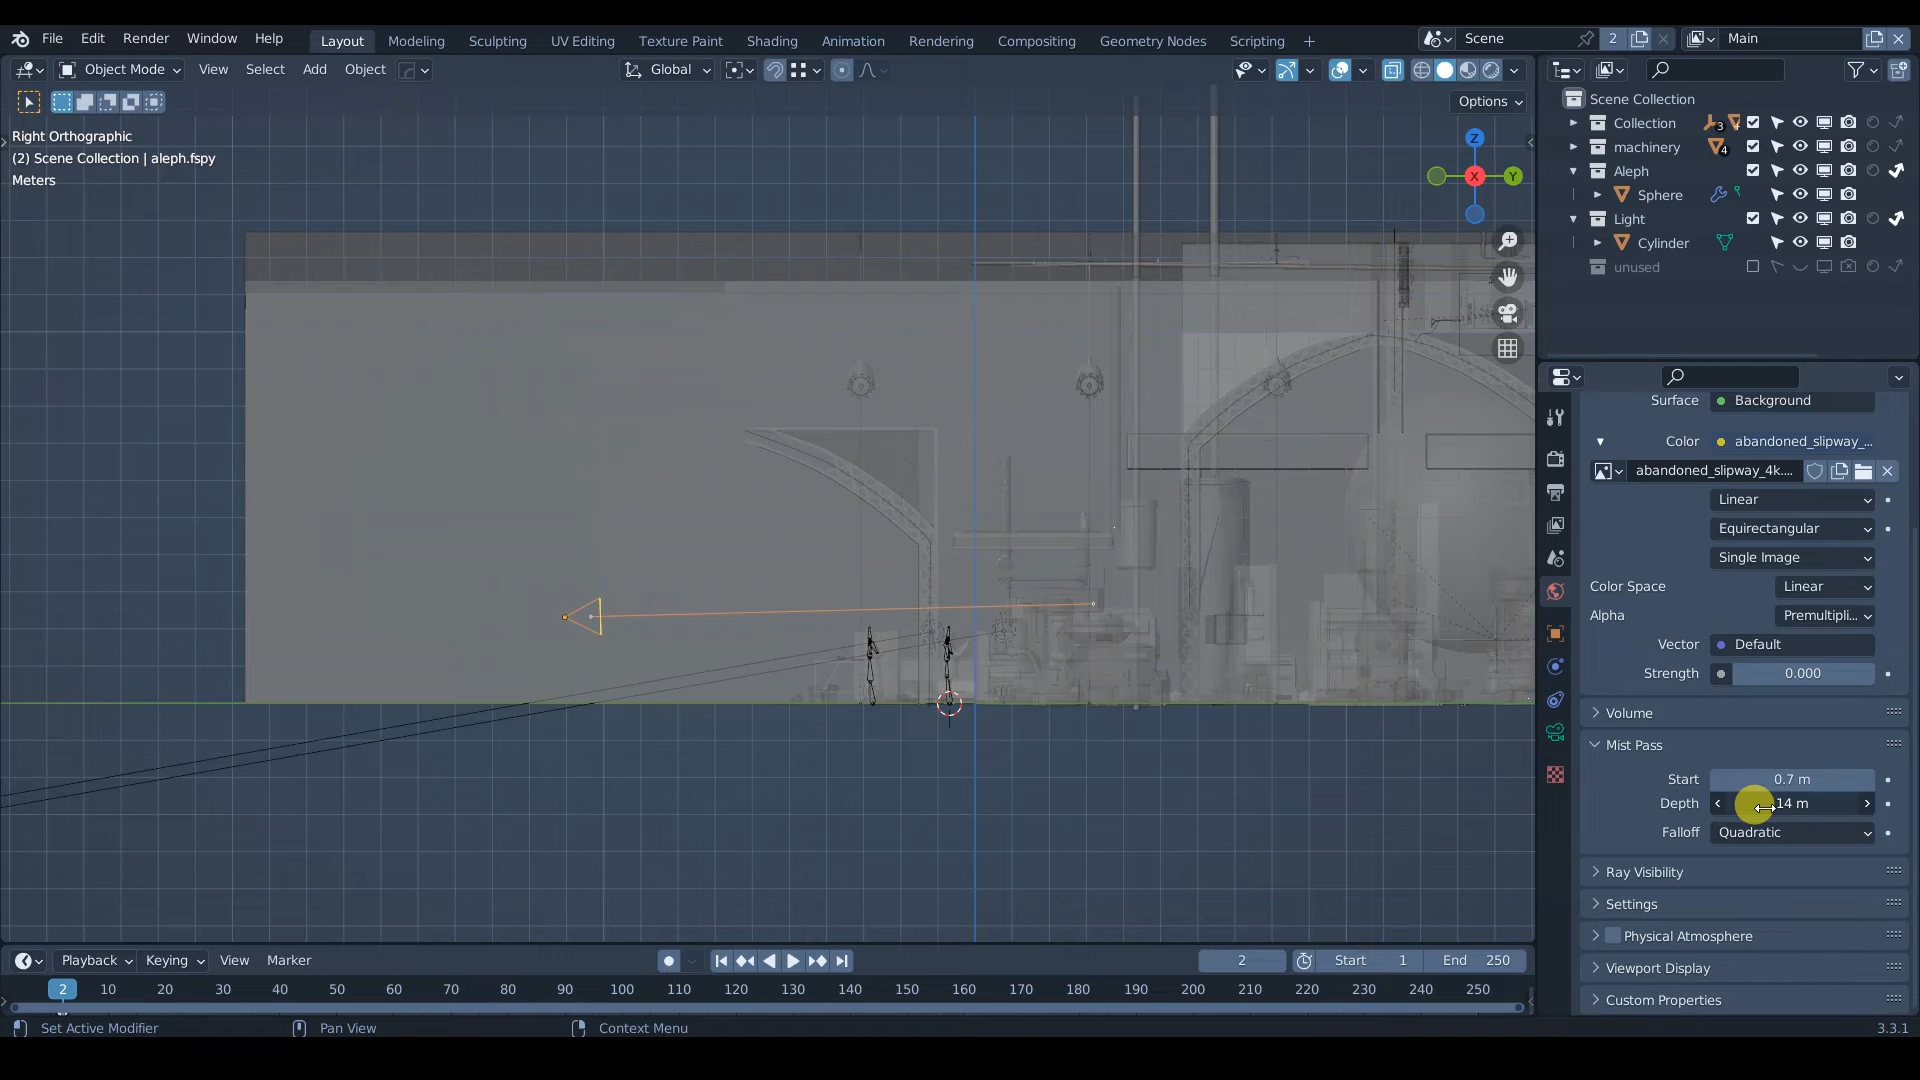 File Edit Render Window Help Layout Modeling Sculpting UV Editing Texture Paint Shading Animation Rendering Compositing Geometry Nodes Scripting + Scene 2 Main
Object Mode View Select Add Object Global
Options
Right Orthographic
(2) Scene Collection | aleph.fspy
Meters
Z
X
Y
Scene Collection
Collection 3
machinery 4
Aleph
Sphere
Light
Cylinder
unused
Surface Background
Color abandoned_slipway_...
abandoned_slipway_4k....
Linear
Equirectangular
Single Image
Color Space Linear
Alpha Premultipli...
Vector Default
Strength 0.000
Volume
Mist Pass
Start 0.7 m
Depth 14 m
Falloff Quadratic
Ray Visibility
Settings
Physical Atmosphere
Viewport Display
Custom Properties
Playback Keying View Marker 2 Start 1 End 250
2 10 20 30 40 50 60 70 80 90 100 110 120 130 140 150 160 170 180 190 200 210 220 230 240 250
Set Active Modifier Pan View Context Menu 3.3.1